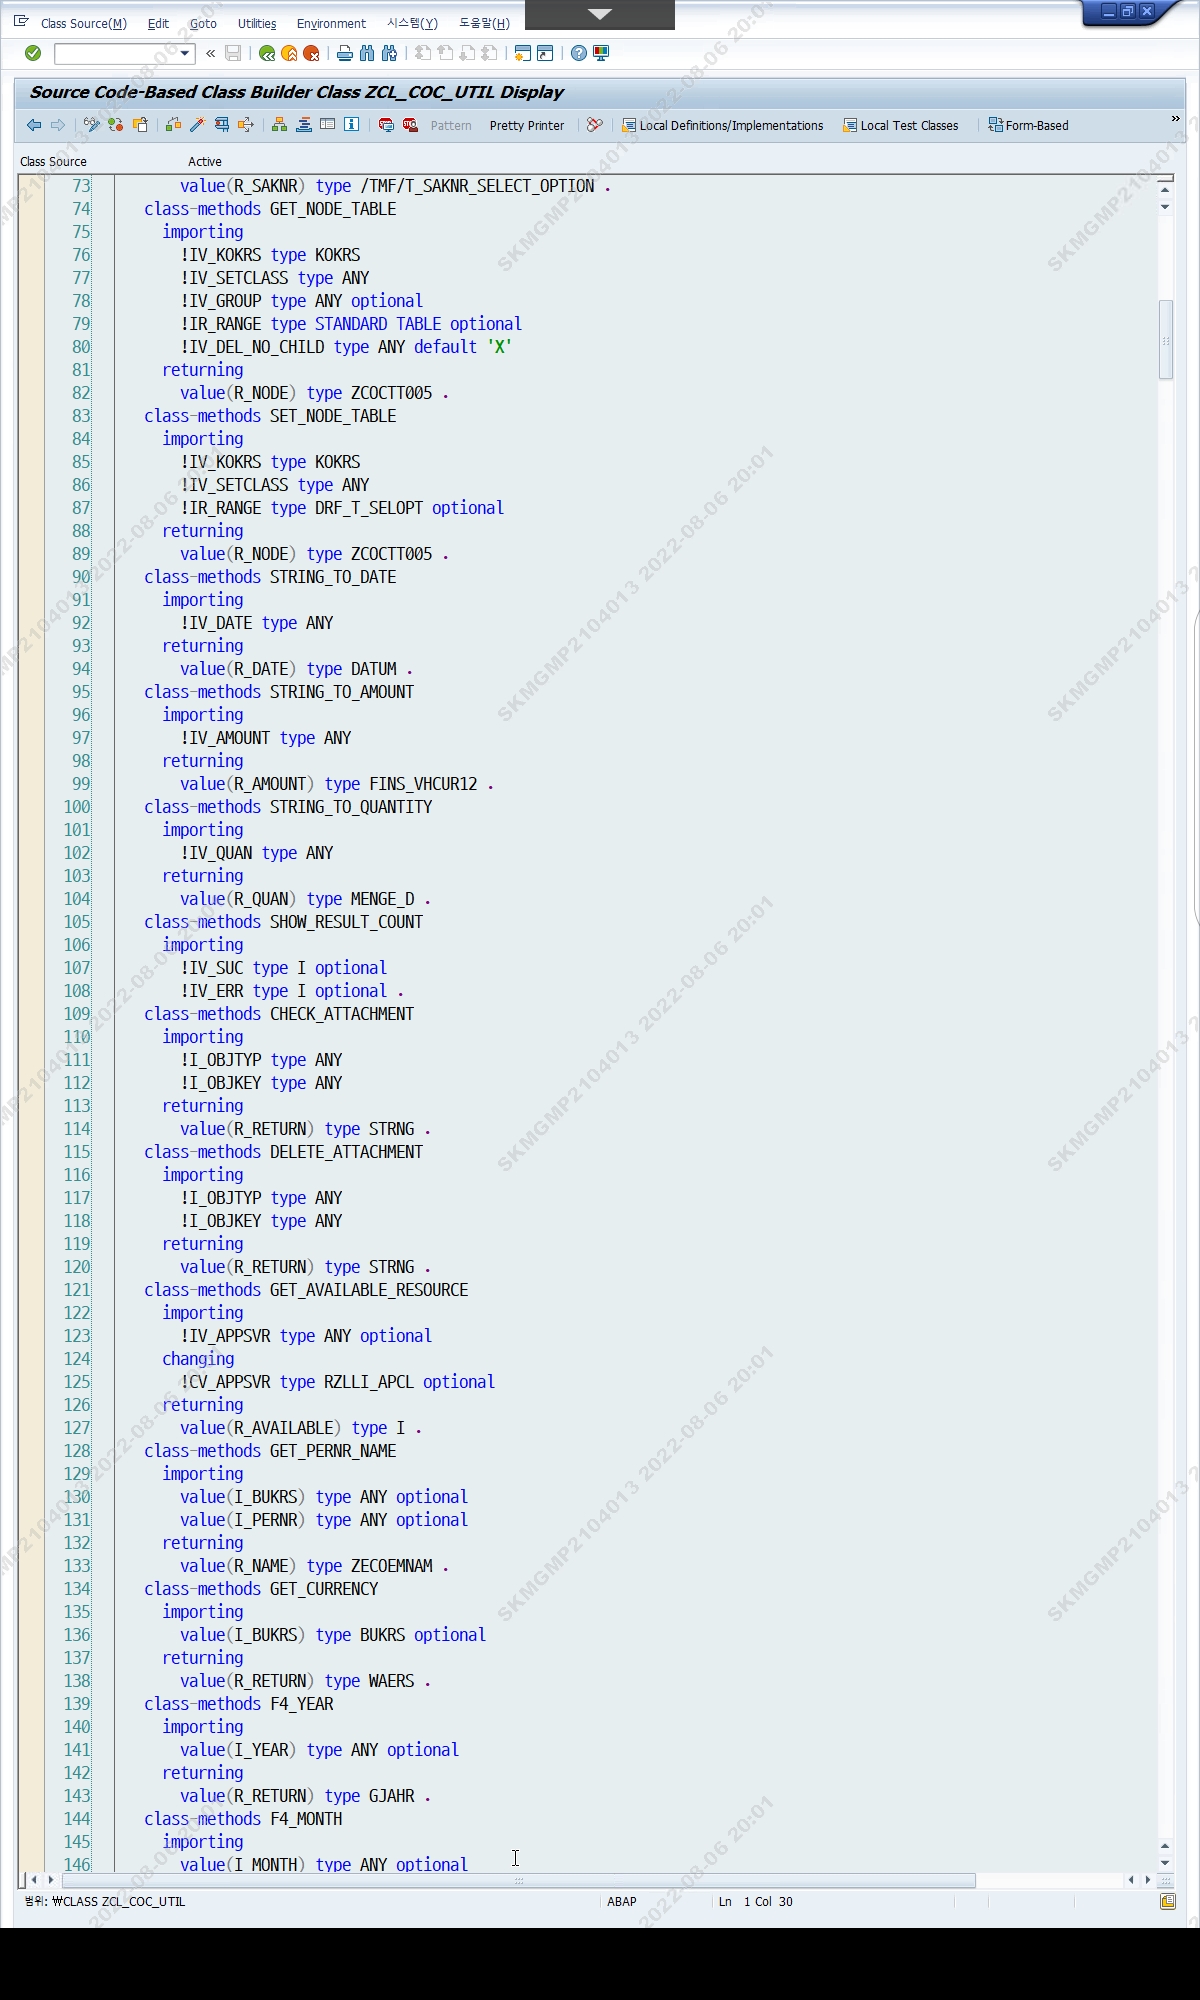 Class Source(M) Edit Goto Utilities Environment 시스템(Y) 도움말(H)
Source Code-Based Class Builder Class ZCL_COC_UTIL Display
Pattern Pretty Printer Local Definitions/Implementations Local Test Classes Form-Based »
Class Source Active
73 value(R_SAKNR) type /TMF/T_SAKNR_SELECT_OPTION .
74 class-methods GET_NODE_TABLE
75 importing
76 !IV_KOKRS type KOKRS
77 !IV_SETCLASS type ANY
78 !IV_GROUP type ANY optional
79 !IR_RANGE type STANDARD TABLE optional
80 !IV_DEL_NO_CHILD type ANY default 'X'
81 returning
82 value(R_NODE) type ZCOCTT005 .
83 class-methods SET_NODE_TABLE
84 importing
85 !IV_KOKRS type KOKRS
86 !IV_SETCLASS type ANY
87 !IR_RANGE type DRF_T_SELOPT optional
88 returning
89 value(R_NODE) type ZCOCTT005 .
90 class-methods STRING_TO_DATE
91 importing
92 !IV_DATE type ANY
93 returning
94 value(R_DATE) type DATUM .
95 class-methods STRING_TO_AMOUNT
96 importing
97 !IV_AMOUNT type ANY
98 returning
99 value(R_AMOUNT) type FINS_VHCUR12 .
100 class-methods STRING_TO_QUANTITY
101 importing
102 !IV_QUAN type ANY
103 returning
104 value(R_QUAN) type MENGE_D .
105 class-methods SHOW_RESULT_COUNT
106 importing
107 !IV_SUC type I optional
108 !IV_ERR type I optional .
109 class-methods CHECK_ATTACHMENT
110 importing
111 !I_OBJTYP type ANY
112 !I_OBJKEY type ANY
113 returning
114 value(R_RETURN) type STRNG .
115 class-methods DELETE_ATTACHMENT
116 importing
117 !I_OBJTYP type ANY
118 !I_OBJKEY type ANY
119 returning
120 value(R_RETURN) type STRNG .
121 class-methods GET_AVAILABLE_RESOURCE
122 importing
123 !IV_APPSVR type ANY optional
124 changing
125 !CV_APPSVR type RZLLI_APCL optional
126 returning
127 value(R_AVAILABLE) type I .
128 class-methods GET_PERNR_NAME
129 importing
130 value(I_BUKRS) type ANY optional
131 value(I_PERNR) type ANY optional
132 returning
133 value(R_NAME) type ZECOEMNAM .
134 class-methods GET_CURRENCY
135 importing
136 value(I_BUKRS) type BUKRS optional
137 returning
138 value(R_RETURN) type WAERS .
139 class-methods F4_YEAR
140 importing
141 value(I_YEAR) type ANY optional
142 returning
143 value(R_RETURN) type GJAHR .
144 class-methods F4_MONTH
145 importing
146 value(I_MONTH) type ANY optional
범위: ₩CLASS ZCL_COC_UTIL ABAP Ln 1 Col 30
SKMGMP2104013 2022-08-06 20:01